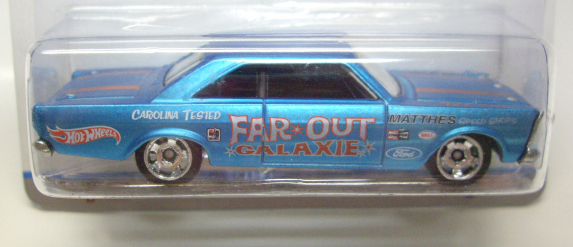 CAROLINA TESTED
HOT WHEELS
FAR-OUT
GALAXIE
MATTHES
Ford